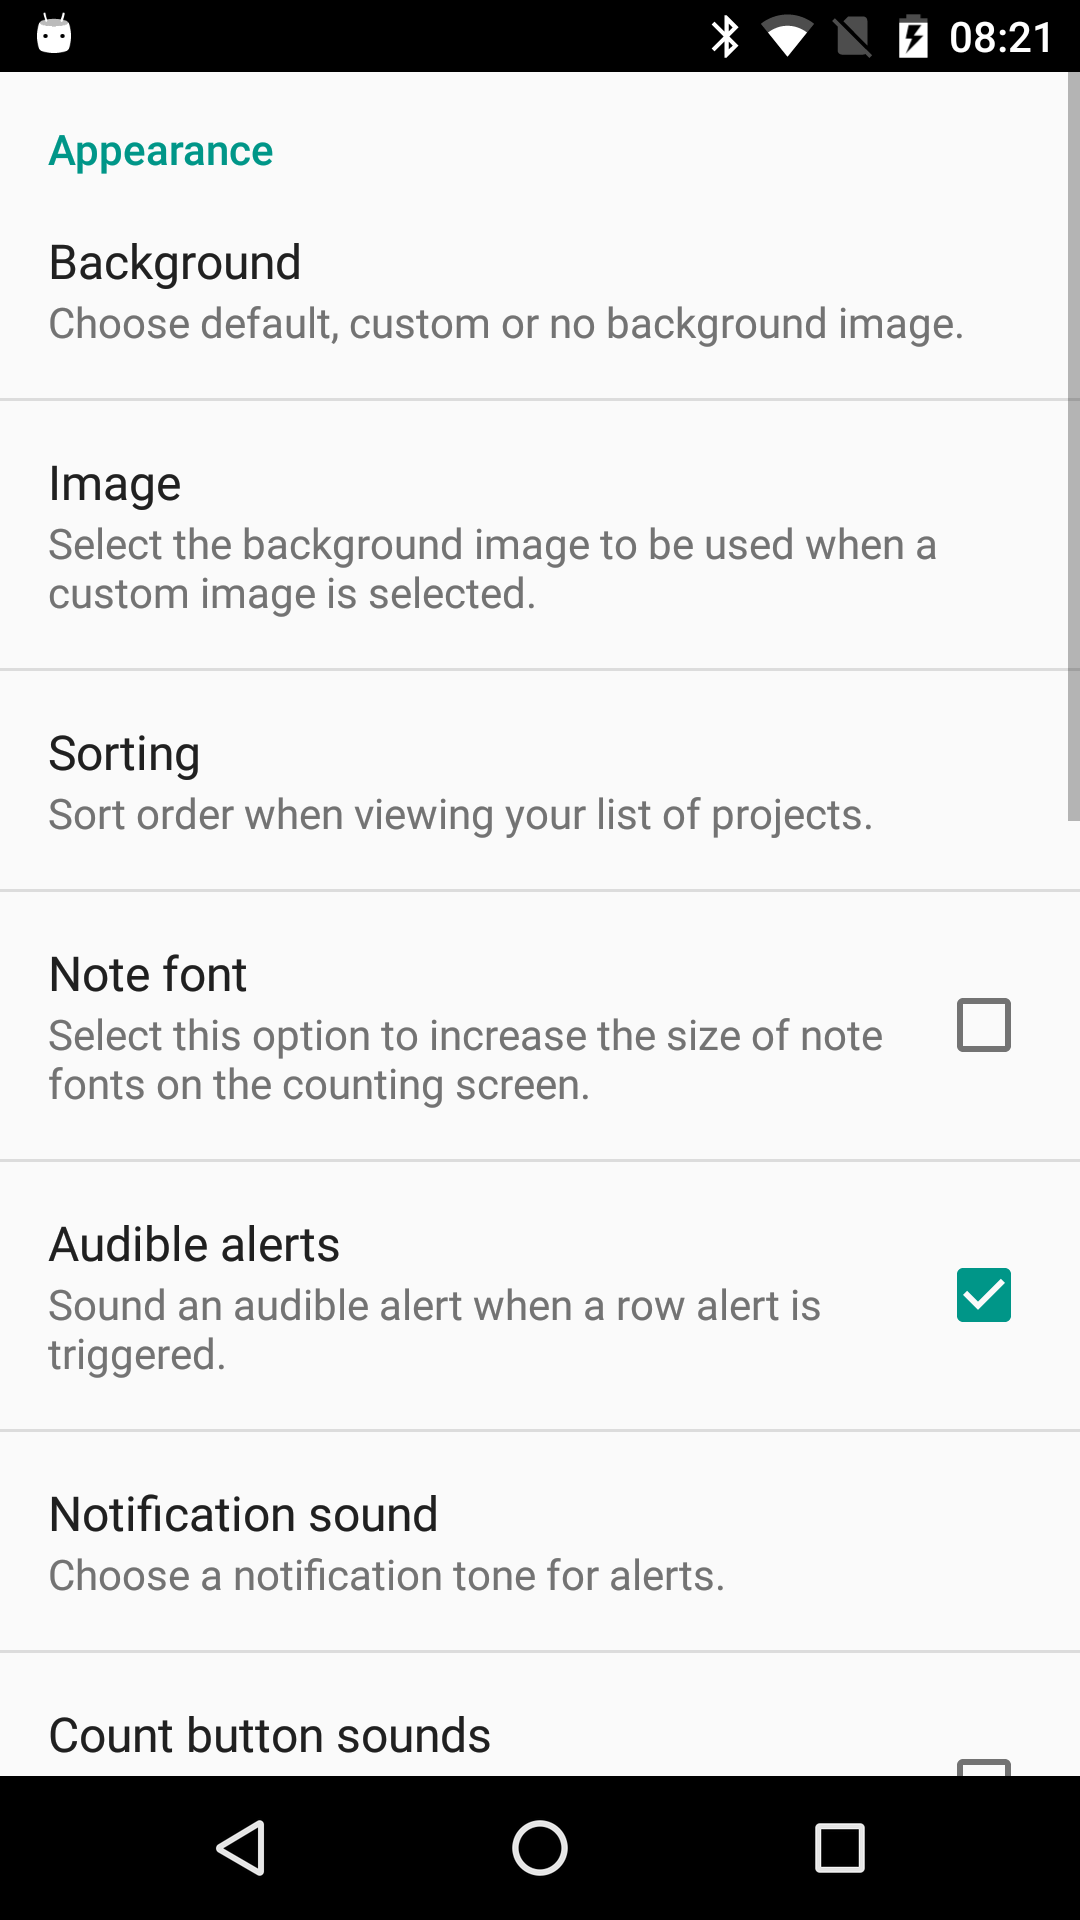 08:21
Appearance
Background
Choose default, custom or no background image.
Image
Select the background image to be used when a
custom image is selected.
Sorting
Sort order when viewing your list of projects.
Note font
Select this option to increase the size of note
fonts on the counting screen.
Audible alerts
Sound an audible alert when a row alert is
triggered.
Notification sound
Choose a notification tone for alerts.
Count button sounds